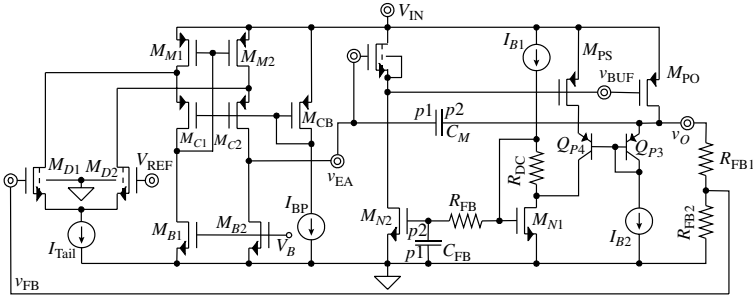 V_IN
I_B1
M_PS
M_M1
M_M2
v_BUF
M_PO
p1
p2
C_M
v_O
M_C1
M_C2
M_CB
Q_P4
Q_P3
R_FB1
M_D1
M_D2
V_REF
v_EA
R_DC
R_FB
M_N2
M_N1
I_BP
I_Tail
M_B1
M_B2
V_B
p2
p1
C_FB
I_B2
R_FB2
v_FB